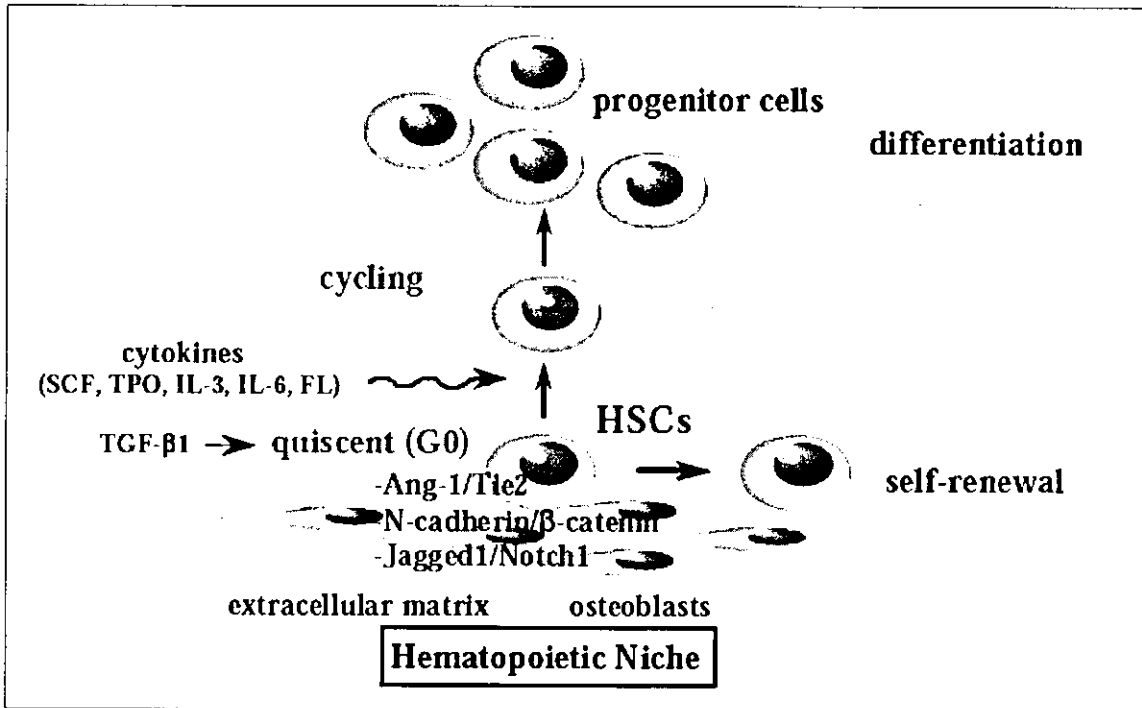 progenitor cells
differentiation
cycling
cytokines
(SCF, TPO, IL-3, IL-6, FL)
HSCs
TGF-β1
quiscent (G0)
-Ang-1/Tie2
self-renewal
-N-cadherin/β-catenin
-Jagged1/Notch1
extracellular matrix
osteoblasts
Hematopoietic Niche